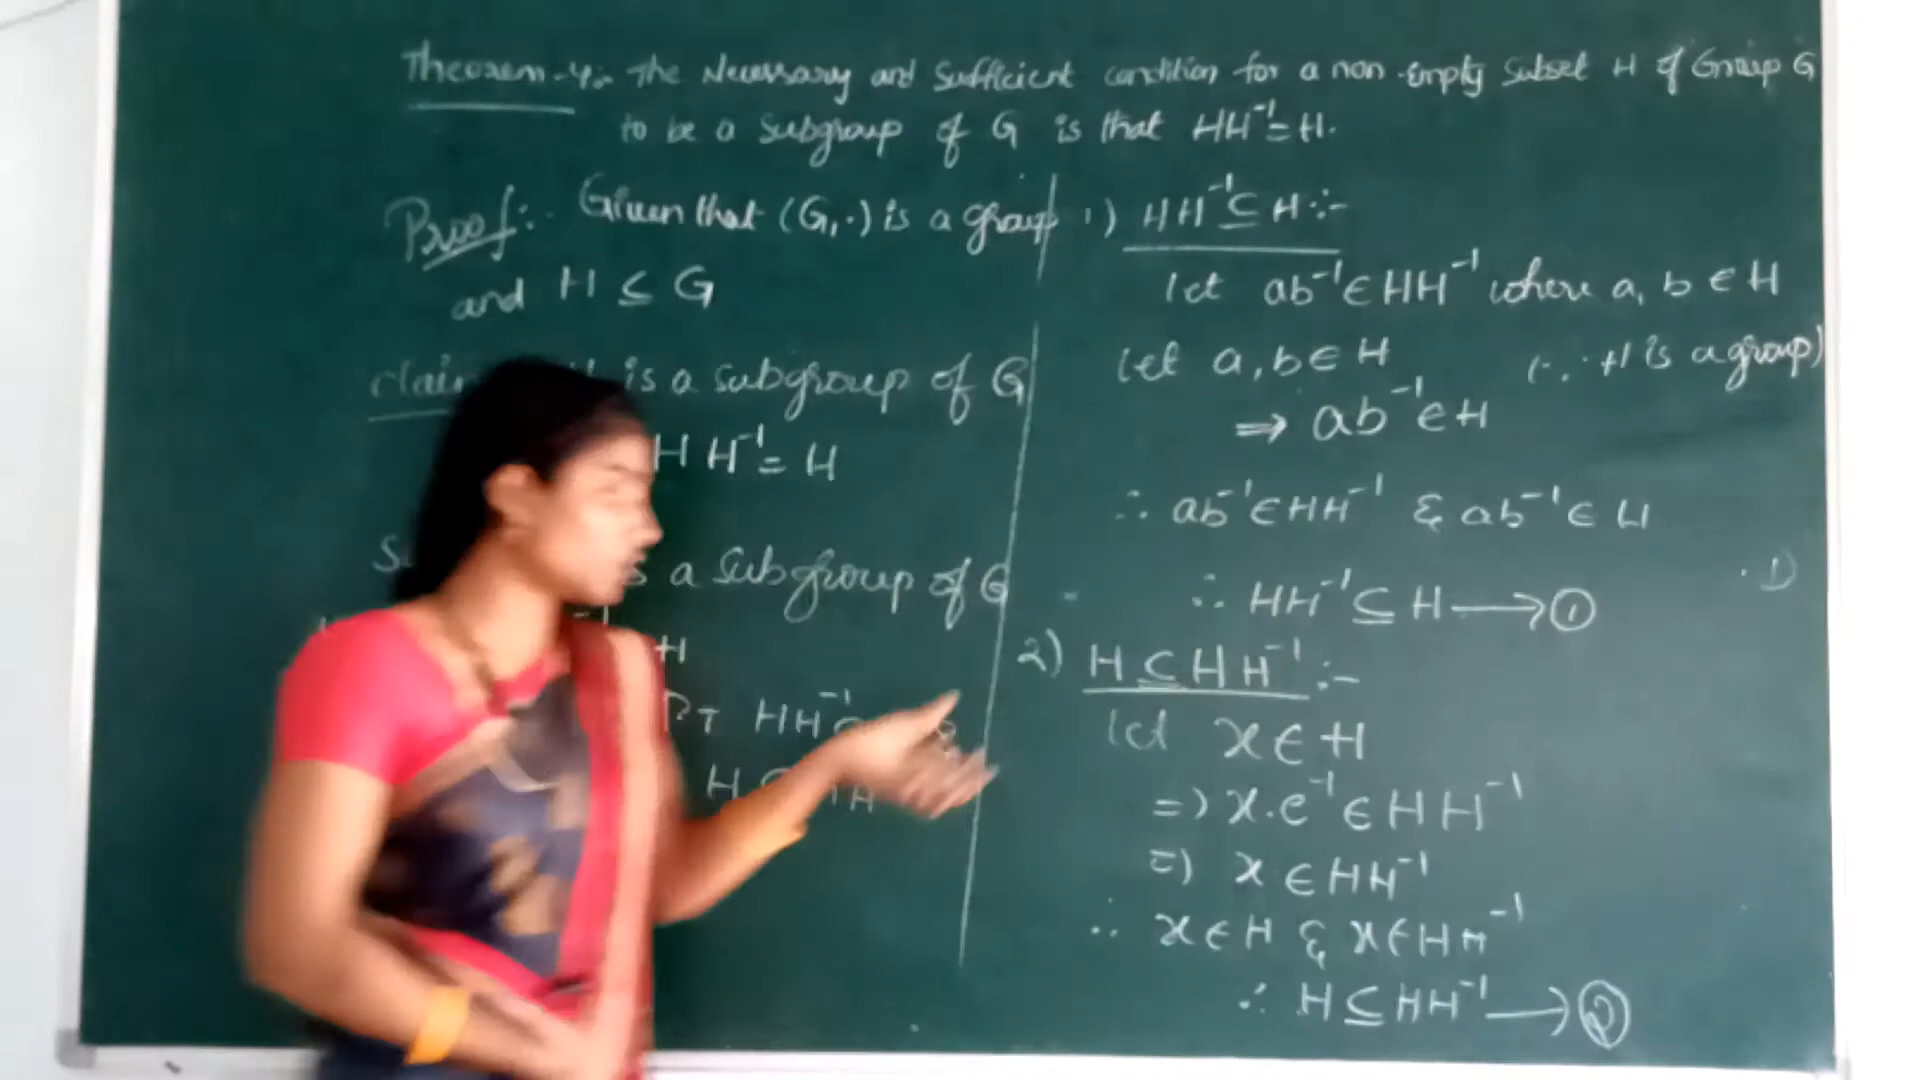 Theorem-4:- The Necessary and Sufficient condition for a non-Empty Subset H of Group G
to be a Subgroup of G is that HH⁻¹=H.
Proof:- Given that (G,·) is a group
and H ⊆ G
is a subgroup of G
HH⁻¹=H
a Subgroup of G
H
PT HH⁻¹
H
1) HH⁻¹⊆H:-
let ab⁻¹∈HH⁻¹ where a, b ∈ H
let a,b∈H (∵ H is a group)
⇒ ab⁻¹∈H
∴ ab⁻¹∈HH⁻¹ & ab⁻¹∈H
∴ HH⁻¹⊆H→①
2) H⊆HH⁻¹:-
let x∈H
=) x.e⁻¹∈HH⁻¹
=) x∈HH⁻¹
∴ x∈H & x∈HH⁻¹
∴ H⊆HH⁻¹→②